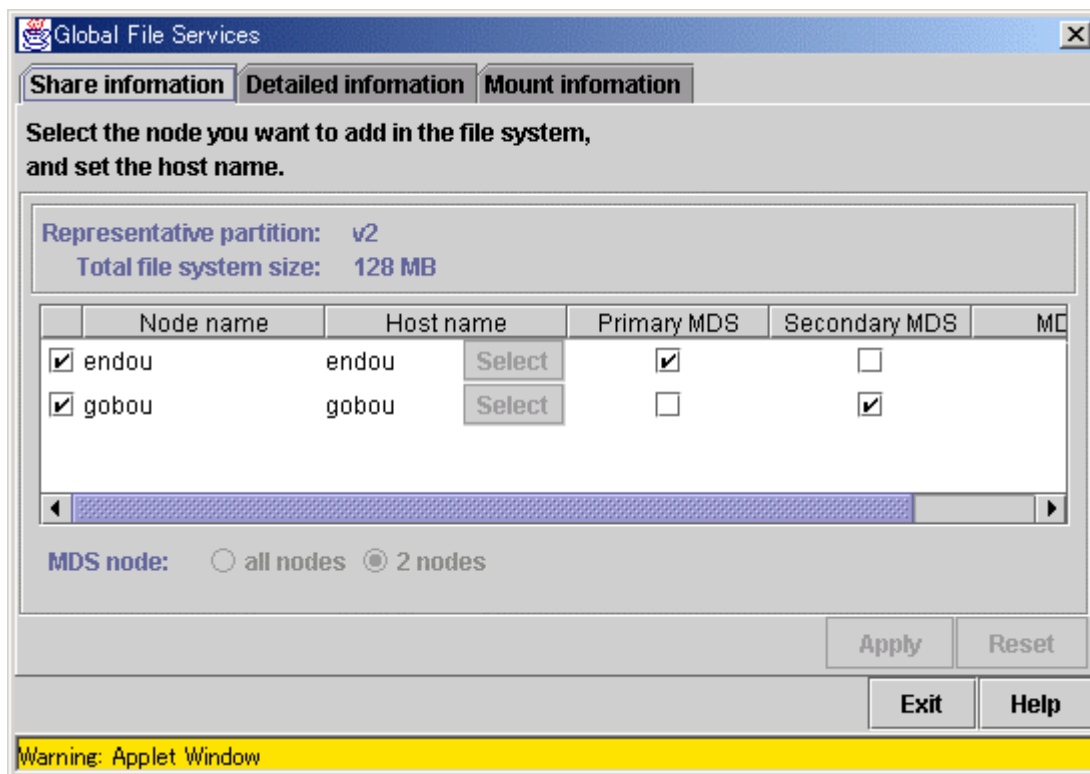 Global File Services
Share infomation Detailed infomation Mount infomation
Select the node you want to add in the file system,
and set the host name.
Representative partition: v2
Total file system size: 128 MB
Node name Host name Primary MDS Secondary MDS MD
endou endou Select
gobou gobou Select
MDS node: all nodes 2 nodes
Apply Reset
Exit Help
Warning: Applet Window